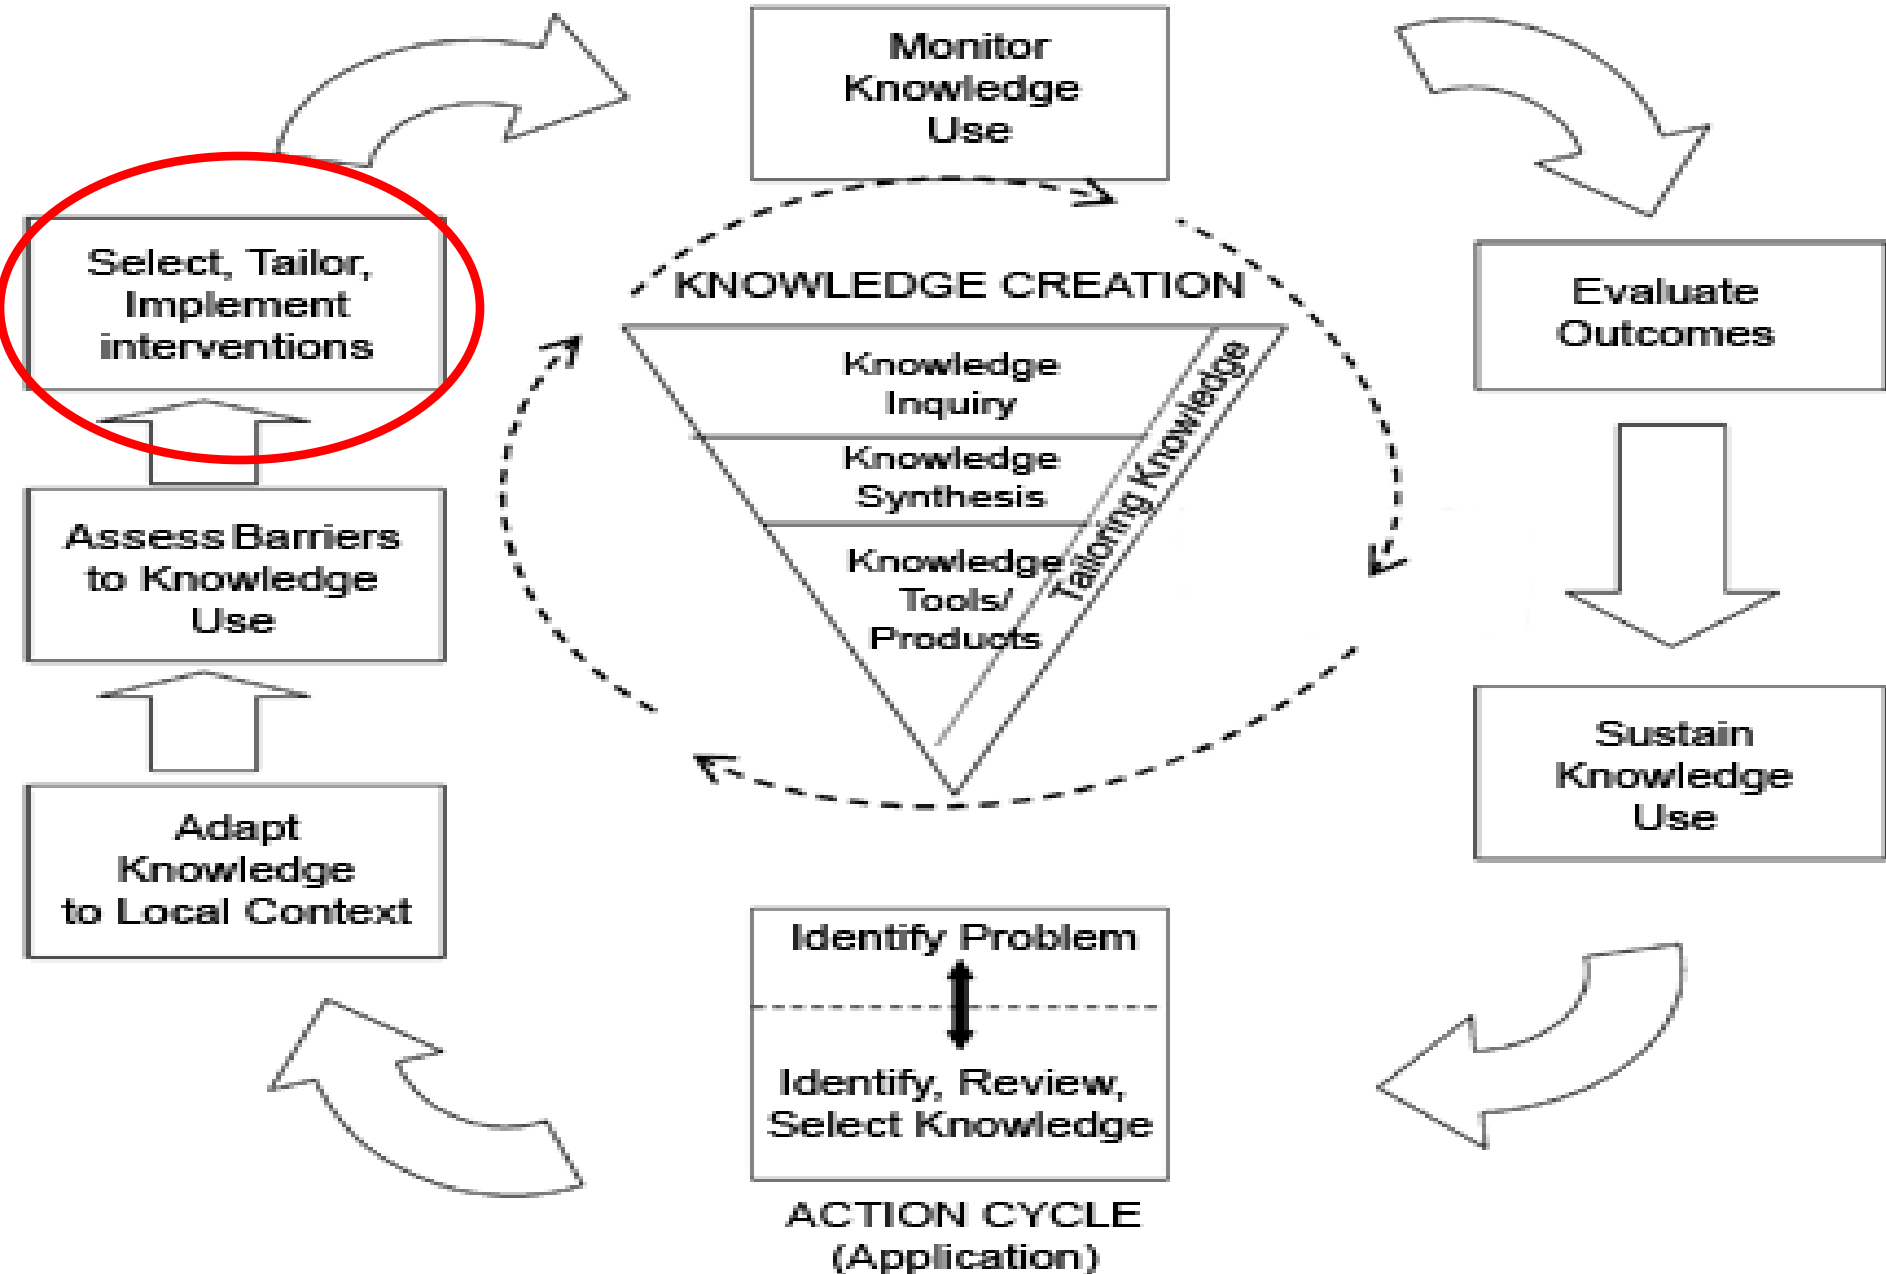 Monitor
Knowledge
Use
Select, Tailor,
Implement
interventions
KNOWLEDGE CREATION
Evaluate
Outcomes
Knowledge
Inquiry
Knowledge
Synthesis
Knowledge
Tools/
Products
Tailoring Knowledge
Assess Barriers
to Knowledge
Use
Sustain
Knowledge
Use
Adapt
Knowledge
to Local Context
Identify Problem
Identify, Review,
Select Knowledge
ACTION CYCLE
(Application)